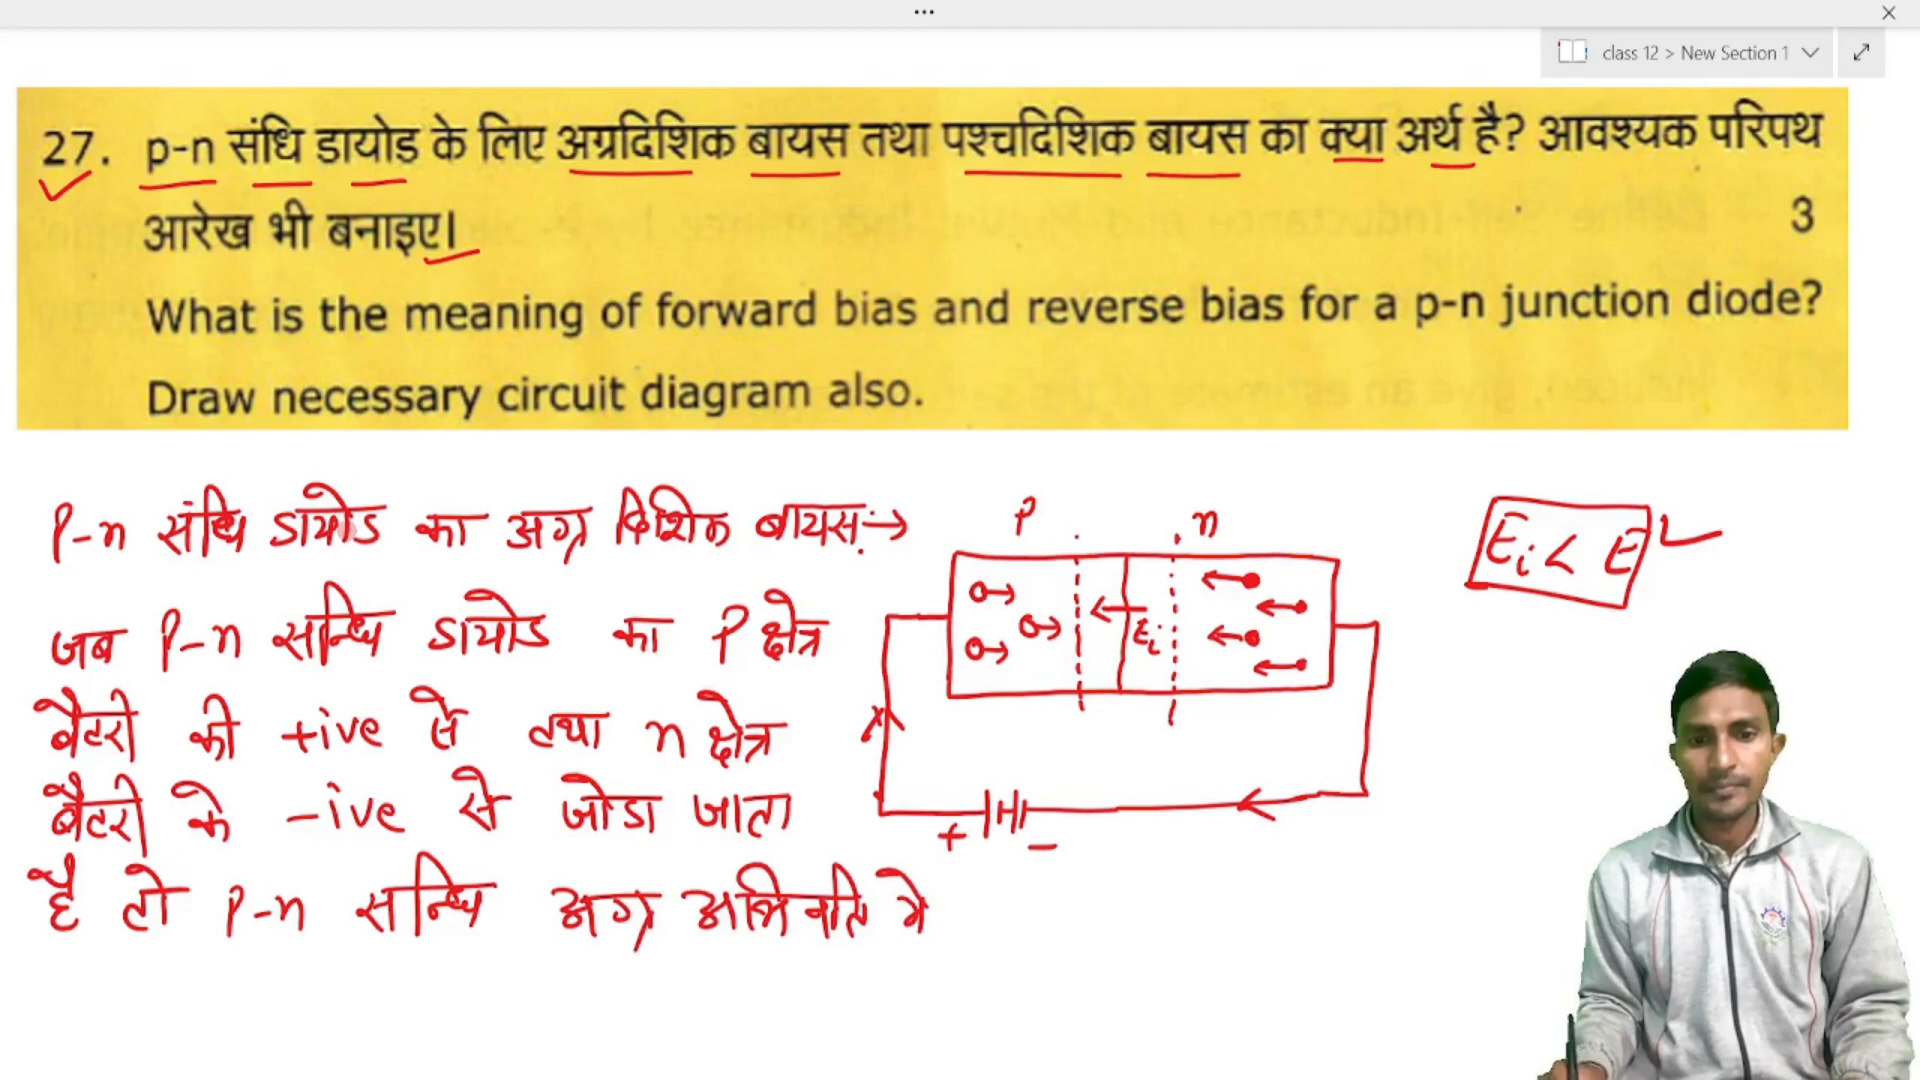 class 12 > New Section 1
27. p-n संधि डायोड के लिए अग्रदिशिक बायस तथा पश्चदिशिक बायस का क्या अर्थ है? आवश्यक परिपथ
आरेख भी बनाइए। 3
What is the meaning of forward bias and reverse bias for a p-n junction diode?
Draw necessary circuit diagram also.
P-n संधि डायोड का अग्र दिशिक बायस :→
जब P-n सन्धि डायोड का P क्षेत्र
बैटरी की +ive से तथा n क्षेत्र
बैटरी के -ive से जोडा जाता
है तो P-n सन्धि अग्र अभिनति मे
P n
Ei
+ -
Ei < E